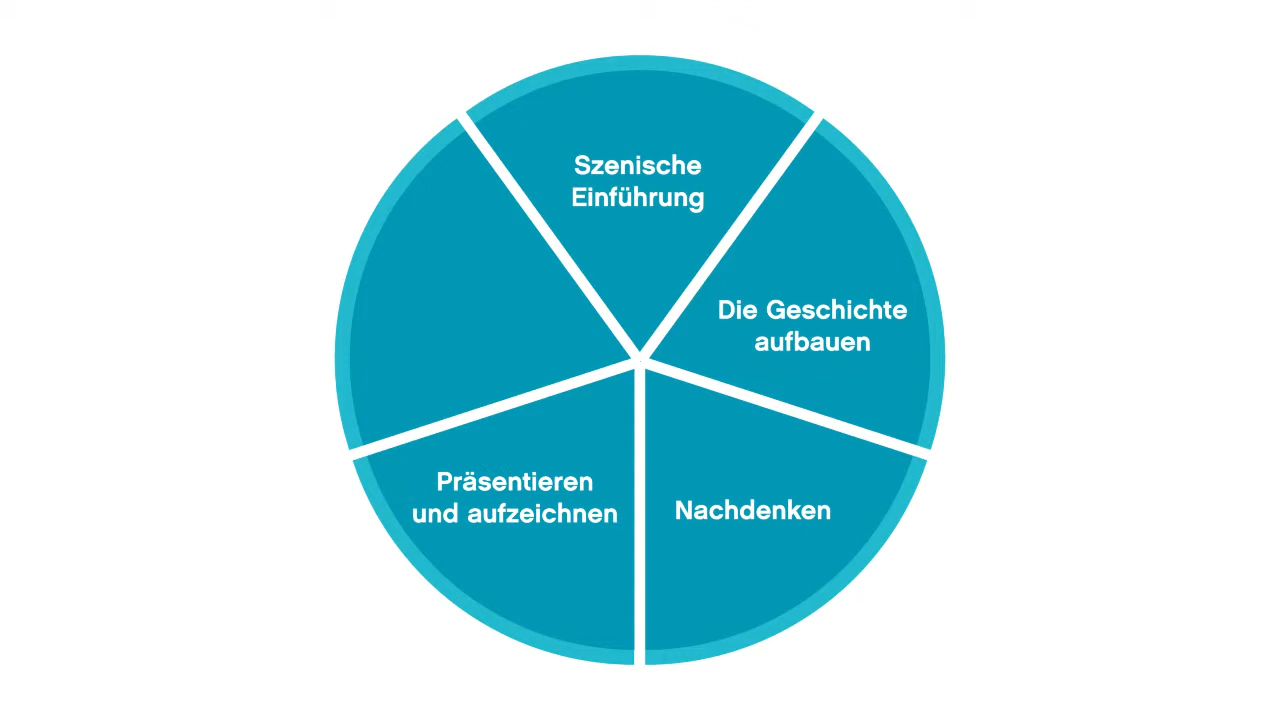 Szenische
Einführung
Die Geschichte
aufbauen
Nachdenken
Präsentieren
und aufzeichnen